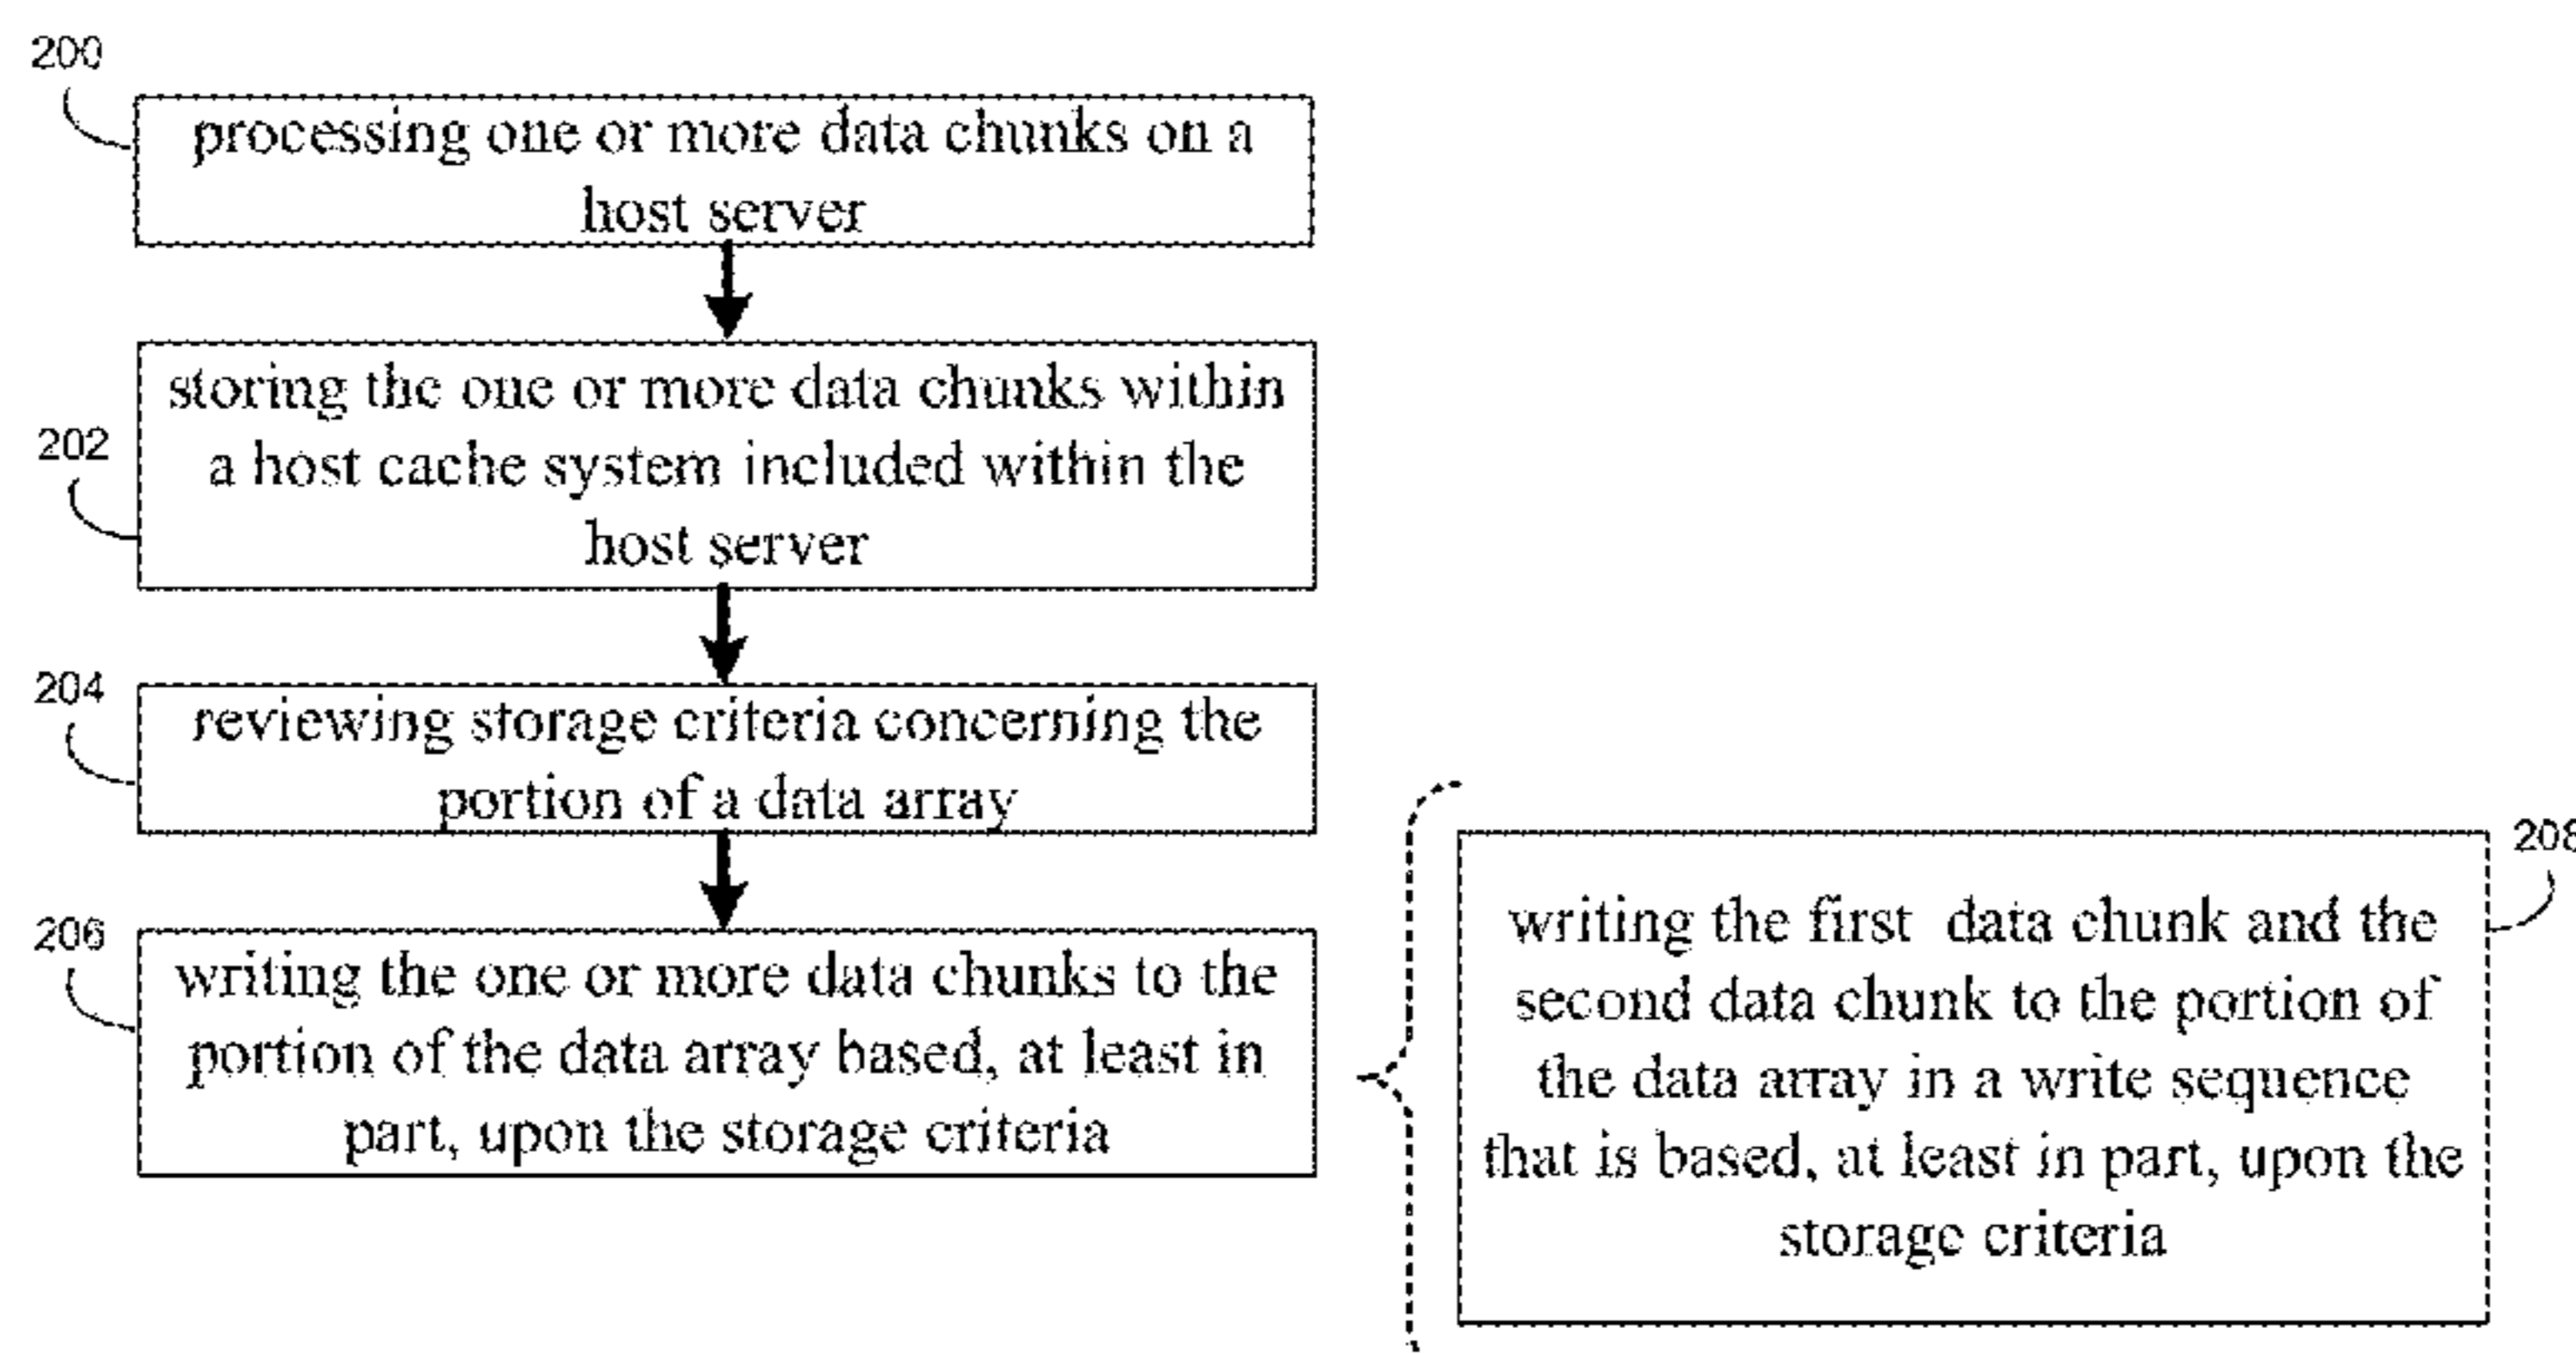 200
processing one or more data chunks on a
host server
storing the one or more data chunks within
202
a host cache system included within the
host server
204
reviewing storage criteria concerning the
portion of a data array
206
writing the one or more data chunks to the
portion of the data array based, at least in
part, upon the storage criteria
208
writing the first data chunk and the
second data chunk to the portion of
the data array in a write sequence
that is based, at least in part, upon the
storage criteria